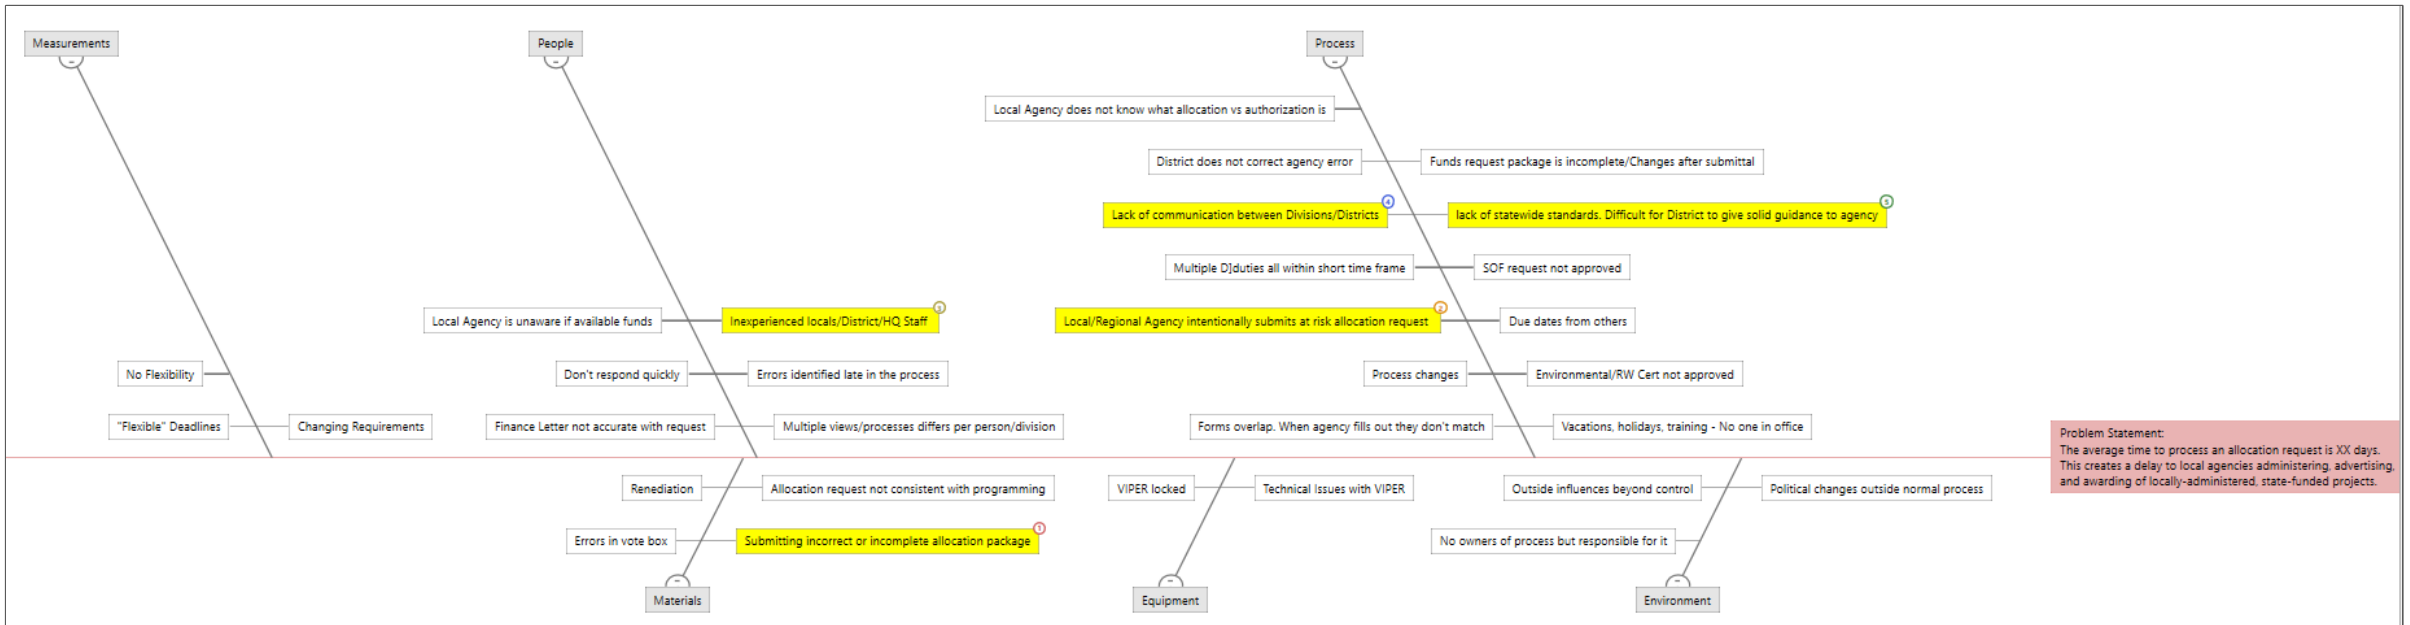 Measurements
People
Process
Local Agency does not know what allocation vs authorization is
District does not correct agency error
Funds request package is incomplete/Changes after submittal
4
5
Lack of communication between Divisions/Districts
lack of statewide standards. Difficult for District to give solid guidance to agency
Multiple D]duties all within short time frame
SOF request not approved
3
2
Local Agency is unaware if available funds
Inexperienced locals/District/HQ Staff
Local/Regional Agency intentionally submits at risk allocation request
Due dates from others
No Flexibility
Don't respond quickly
Errors identified late in the process
Process changes
Environmental/RW Cert not approved
"Flexible" Deadlines
Changing Requirements
Finance Letter not accurate with request
Multiple views/processes differs per person/division
Forms overlap. When agency fills out they don't match
Vacations, holidays, training - No one in office
Problem Statement:
The average time to process an allocation request is XX days.
This creates a delay to local agencies administering, advertising,
and awarding of locally-administered, state-funded projects.
Renediation
Allocation request not consistent with programming
VIPER locked
Technical Issues with VIPER
Outside influences beyond control
Political changes outside normal process
1
Errors in vote box
Submitting incorrect or incomplete allocation package
No owners of process but responsible for it
Materials
Equipment
Environment